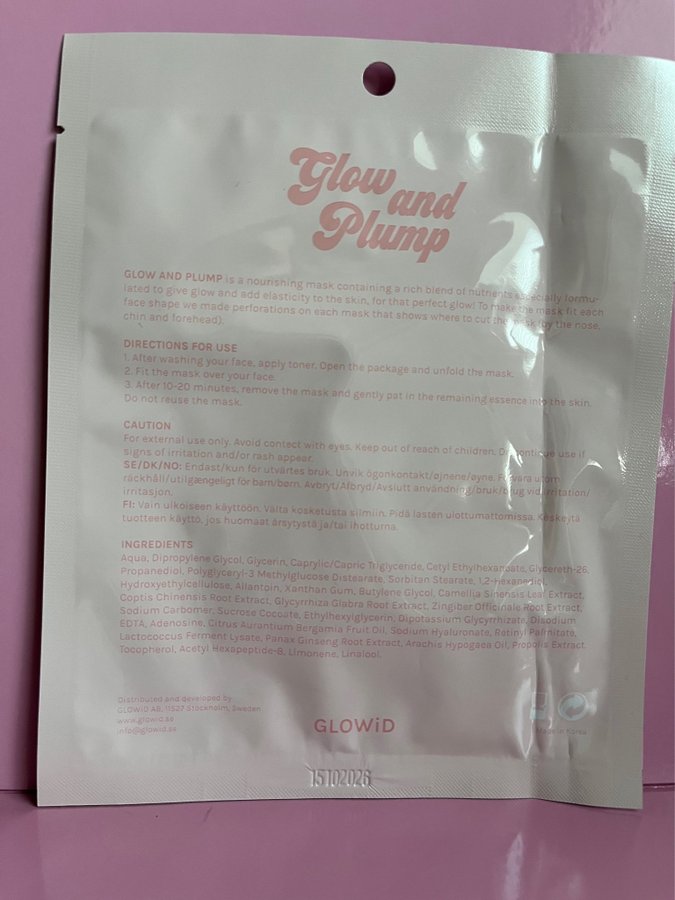 Glow and
Plump
GLOW AND PLUMP is a nourishing mask containing a rich blend of nutrients especially formu-
lated to give glow and add elasticity to the skin, for that perfect glow! To make the mask fit each
face shape we made perforations on each mask that shows where to cut the mask (by the nose,
chin and forehead).
DIRECTIONS FOR USE
1. After washing your face, apply toner. Open the package and unfold the mask.
2. Fit the mask over your face.
3. After 10-20 minutes, remove the mask and gently pat in the remaining essence into the skin.
Do not reuse the mask.
CAUTION
For external use only. Avoid contect with eyes. Keep out of reach of children. Discontinue use if
signs of irritation and/or rash appear.
SE/DK/NO: Endast/kun för utvärtes bruk. Unvik ögonkontakt/øjnene/øyne. Förvara utom
räckhåll/utilgængeligt for barn/børn. Avbryt/Afbryd/Avslutt användning/bruk/brug vid irritation/
irritasjon.
FI: Vain ulkoiseen käyttöön. Vältä kosketusta silmiin. Pidä lasten ulottumattomissa. Keskeytä
tuotteen käyttö, jos huomaat ärsytystä ja/tai ihottuma.
INGREDIENTS
Aqua, Dipropylene Glycol, Glycerin, Caprylic/Capric Triglyceride, Cetyl Ethylhexanoate, Glycereth-26,
Propanediol, Polyglyceryl-3 Methylglucose Distearate, Sorbitan Stearate, 1,2-Hexanediol,
Hydroxyethylcellulose, Allantoin, Xanthan Gum, Butylene Glycol, Camellia Sinensis Leaf Extract,
Coptis Chinensis Root Extract, Glycyrrhiza Glabra Root Extract, Zingiber Officinale Root Extract,
Sodium Carbomer, Sucrose Cocoate, Ethylhexylglycerin, Dipotassium Glycyrrhizate, Disodium
EDTA, Adenosine, Citrus Aurantium Bergamia Fruit Oil, Sodium Hyaluronate, Retinyl Palmitate,
Lactococcus Ferment Lysate, Panax Ginseng Root Extract, Arachis Hypogaea Oil, Propolis Extract,
Tocopherol, Acetyl Hexapeptide-8, Limonene, Linalool.
Distributed and developed by
GLOWiD AB, 11527 Stockholm, Sweden
www.glowid.se
info@glowid.se
GLOWiD
Made in Korea
15102026